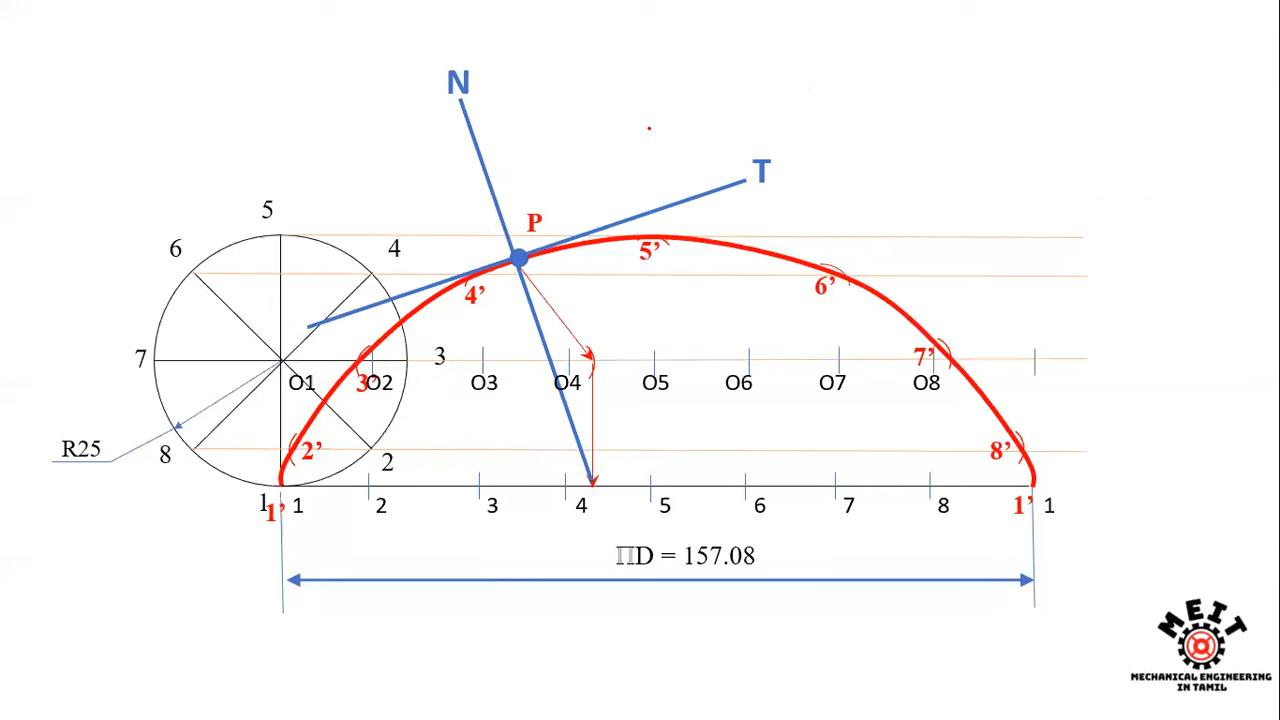 N
T
P
5
6
4
5’
4’
6’
7
3
7’
3’
O1
O2
O3
O4
O5
O6
O7
O8
R25
8
2’
2
8’
1
1’
1
2
3
4
5
6
7
8
1’
1
ΠD = 157.08
MEIT
MECHANICAL ENGINEERING
IN TAMIL